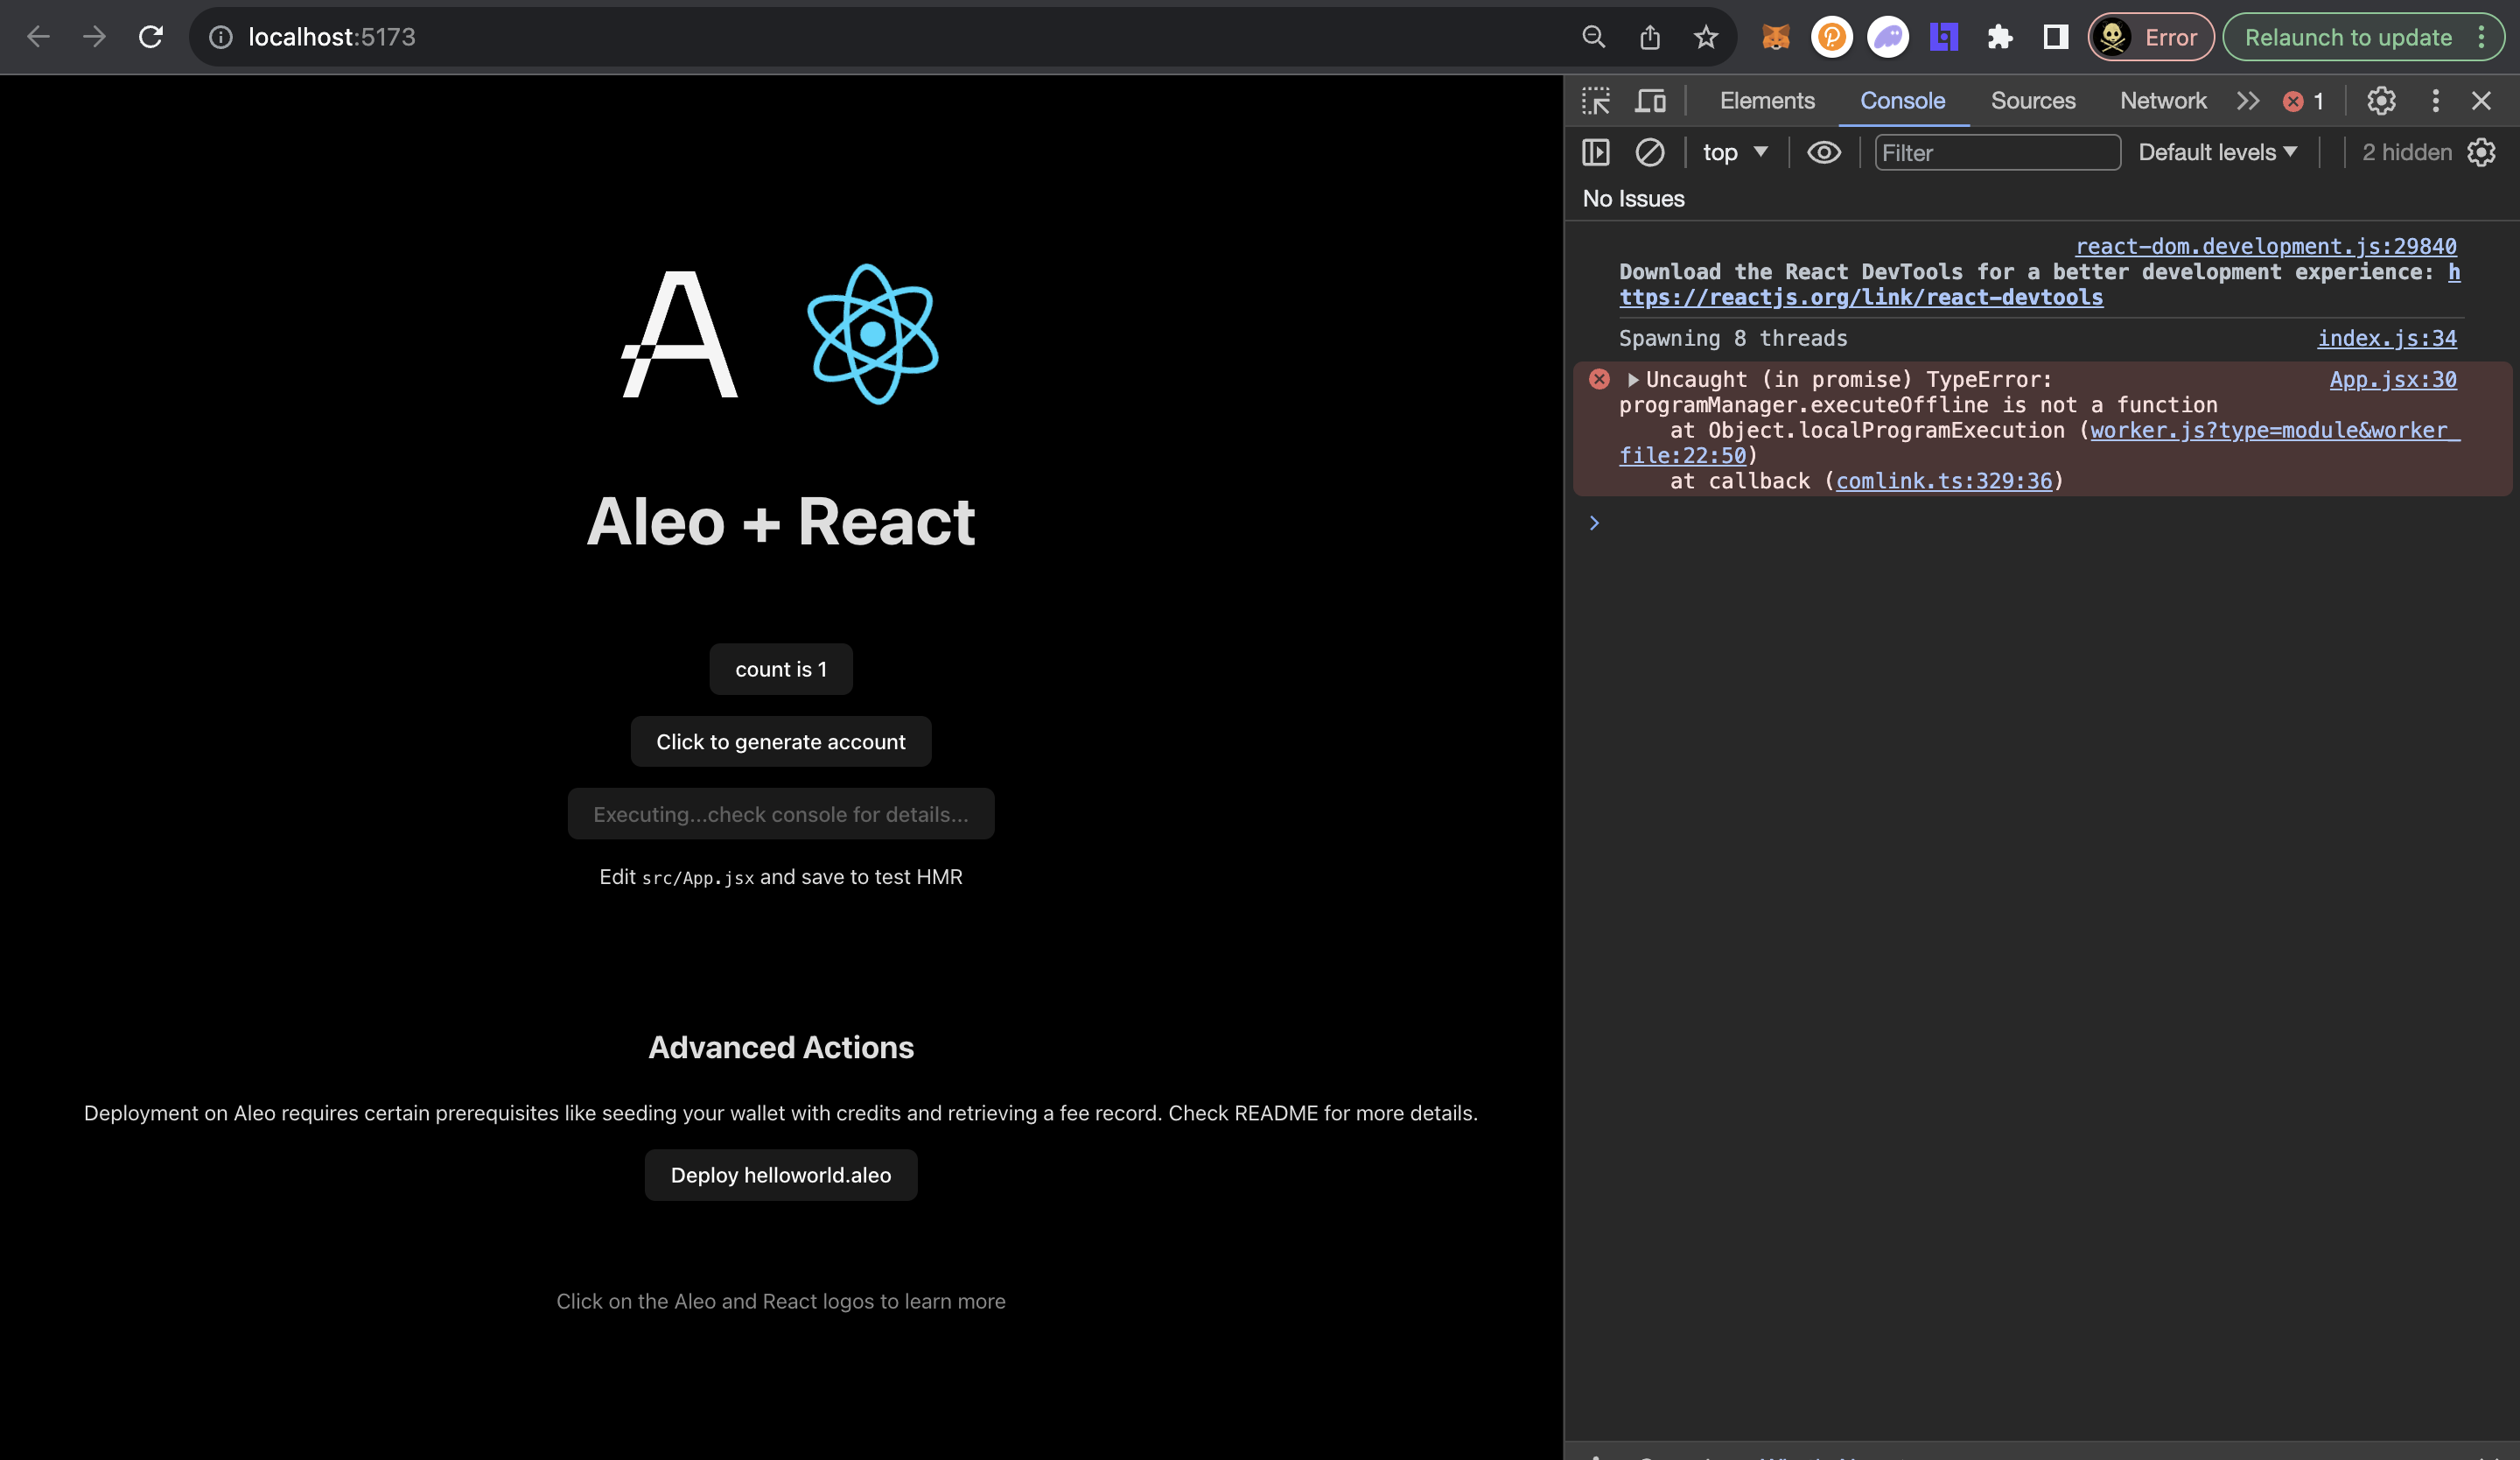 localhost:5173
Error
Relaunch to update
Aleo + React
count is 1
Click to generate account
Executing...check console for details...
Edit src/App.jsx and save to test HMR
Advanced Actions
Deployment on Aleo requires certain prerequisites like seeding your wallet with credits and retrieving a fee record. Check README for more details.
Deploy helloworld.aleo
Click on the Aleo and React logos to learn more
Elements
Console
Sources
Network
1
top
Filter
Default levels
2 hidden
No Issues
react-dom.development.js:29840
Download the React DevTools for a better development experience: h
ttps://reactjs.org/link/react-devtools
Spawning 8 threads
index.js:34
Uncaught (in promise) TypeError:
App.jsx:30
programManager.executeOffline is not a function
at Object.localProgramExecution (worker.js?type=module&worker_
file:22:50)
at callback (comlink.ts:329:36)